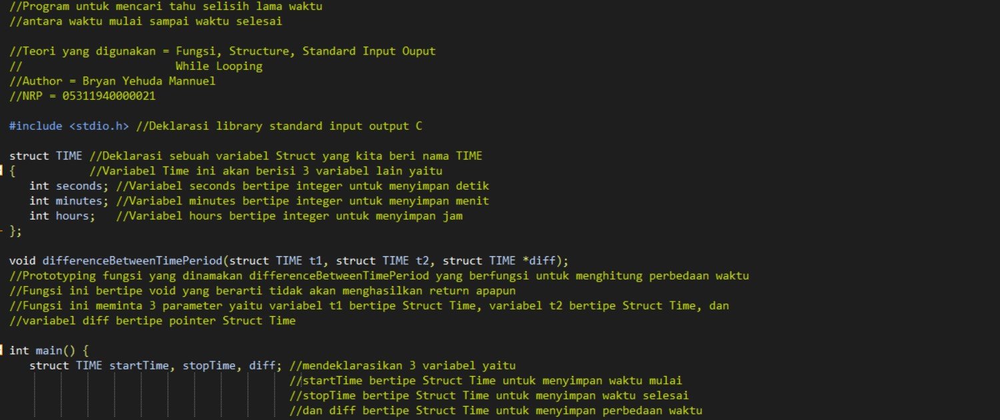 //Program untuk mencari tahu selisih lama waktu
//antara waktu mulai sampai waktu selesai
//Teori yang digunakan = Fungsi, Structure, Standard Input Ouput
//                       While Looping
//Author = Bryan Yehuda Mannuel
//NRP = 05311940000021
#include <stdio.h> //Deklarasi library standard input output C
struct TIME //Deklarasi sebuah variabel Struct yang kita beri nama TIME
{           //Variabel Time ini akan berisi 3 variabel lain yaitu
   int seconds; //Variabel seconds bertipe integer untuk menyimpan detik
   int minutes; //Variabel minutes bertipe integer untuk menyimpan menit
   int hours;   //Variabel hours bertipe integer untuk menyimpan jam
};
void differenceBetweenTimePeriod(struct TIME t1, struct TIME t2, struct TIME *diff);
//Prototyping fungsi yang dinamakan differenceBetweenTimePeriod yang berfungsi untuk menghitung perbedaan waktu
//Fungsi ini bertipe void yang berarti tidak akan menghasilkan return apapun
//Fungsi ini meminta 3 parameter yaitu variabel t1 bertipe Struct Time, variabel t2 bertipe Struct Time, dan
//variabel diff bertipe pointer Struct Time
int main() {
   struct TIME startTime, stopTime, diff; //mendeklarasikan 3 variabel yaitu
                                          //startTime bertipe Struct Time untuk menyimpan waktu mulai
                                          //stopTime bertipe Struct Time untuk menyimpan waktu selesai
                                          //dan diff bertipe Struct Time untuk menyimpan perbedaan waktu